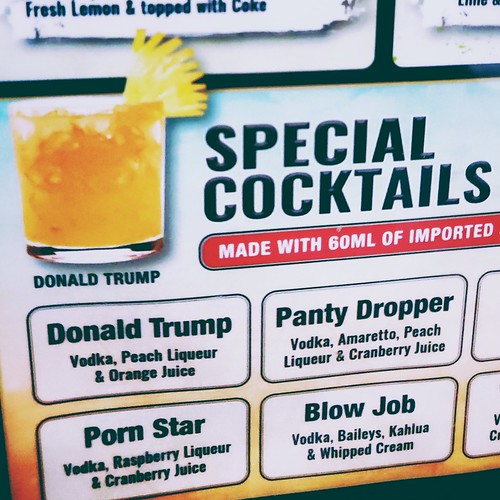 Fresh Lemon & topped with Coke
SPECIAL
COCKTAILS
MADE WITH 60ML OF IMPORTED
DONALD TRUMP
Donald Trump
Vodka, Peach Liqueur
& Orange Juice
Panty Dropper
Vodka, Amaretto, Peach
Liqueur & Cranberry Juice
Porn Star
Vodka, Raspberry Liqueur
& Cranberry Juice
Blow Job
Vodka, Baileys, Kahlua
& Whipped Cream